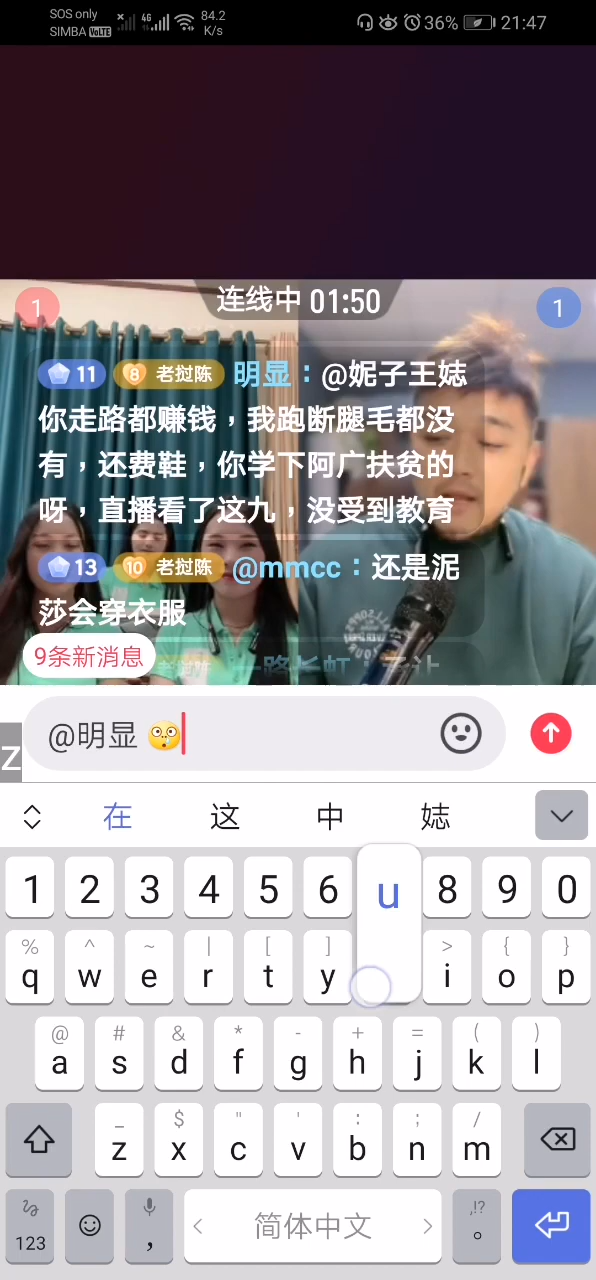 SOS only
SIMBA VoLTE
4G
84.2
K/s
36%
21:47
1
连线中 01:50
1
11 8 老挝陈 明显：@妮子王姞
你走路都赚钱，我跑断腿毛都没
有，还费鞋，你学下阿广扶贫的
呀，直播看了这九，没受到教育
13 10 老挝陈 @mmcc：还是泥
莎会穿衣服
9条新消息
Z
@明显
在 这 中
1 2 3 4 5 6 u 8 9 0
% ^ ~ | [ ] > { }
q w e r t y i o p
@ # & * - + = ( )
a s d f g h j k l
_ $ " ' : ; /
z x c v b n m
123 , 简体中文 ,!? 。